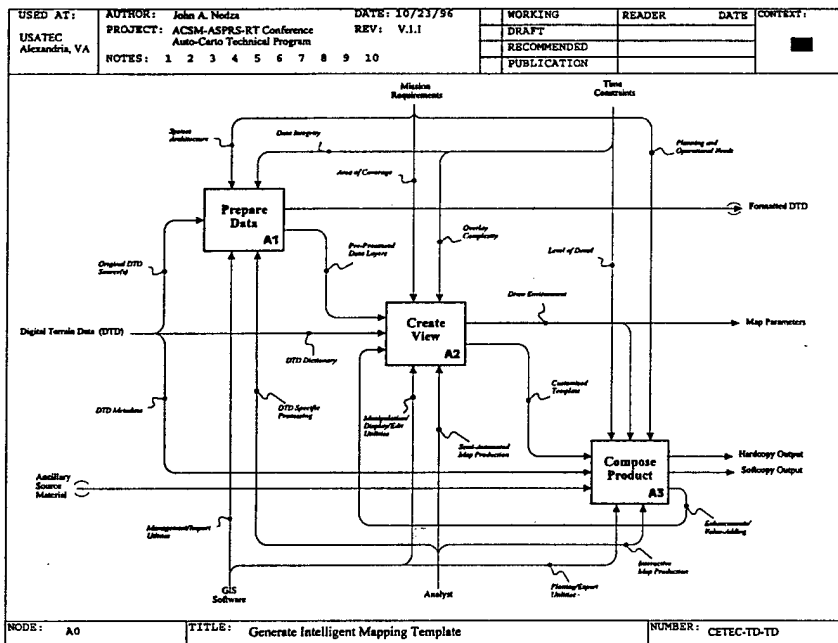 USED AT:
USATEC
Alexandria, VA
AUTHOR: John A. Nedza
DATE: 10/23/96
PROJECT: ACSM-ASPRS-RT Conference
Auto-Carto Technical Program
REV: V.1.1
NOTES: 1 2 3 4 5 6 7 8 9 10
WORKING
DRAFT
RECOMMENDED
PUBLICATION
READER DATE
CONTEXT:
Mission
Requirements
Time
Constraints
System
Architecture
Data Integrity
Planning and
Operational Needs
Area of Coverage
Prepare
Data
A1
Formatted DTD
Overlay
Complexity
Pre-Processed
Data Layers
Original DTD
Source(s)
Level of Detail
Draw Environment
Digital Terrain Data (DTD)
DTD Dictionary
Create
View
A2
Map Parameters
DTD Metadata
DTD Specific
Processing
Manipulation/
Display/Edit
Utilities
Semi-Automated
Map Production
Customized
Template
Ancillary
Source
Material
Compose
Product
A3
Hardcopy Output
Softcopy Output
Management/Import
Utilities
Enhancements/
Value-Adding
Interactive
Map Production
Plotting/Export
Utilities
GIS
Software
Analyst
NODE: A0
TITLE: Generate Intelligent Mapping Template
NUMBER: CETEC-TD-TD